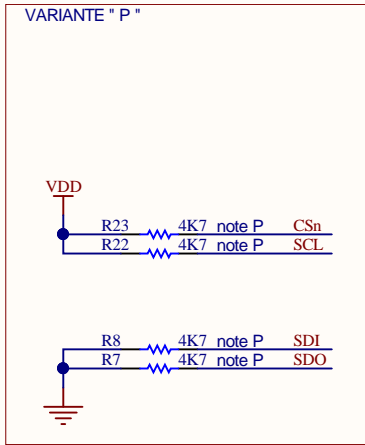 VARIANTE " P "
VDD
R23 4K7 note P CSn
R22 4K7 note P SCL
R8 4K7 note P SDI
R7 4K7 note P SDO